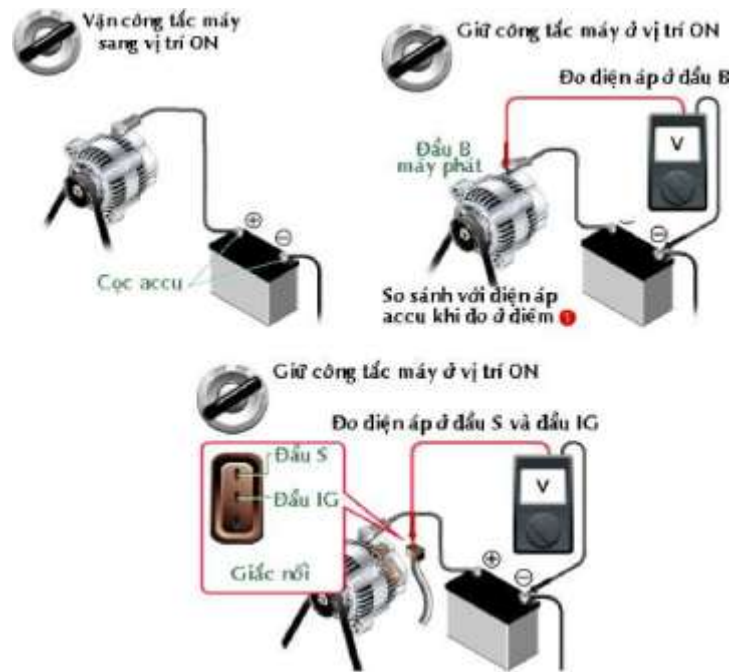 Vặn công tắc máy
sang vị trí ON
⊕
⊖
Cọc accu
Giữ công tắc máy ở vị trí ON
Đo điện áp ở đầu B
V
Đầu B
máy phát
⊖
So sánh với điện áp
accu khi đo ở điểm 1
Giữ công tắc máy ở vị trí ON
Đo điện áp ở đầu S và đầu IG
Đầu S
Đầu IG
Giắc nối
V
⊕
⊖